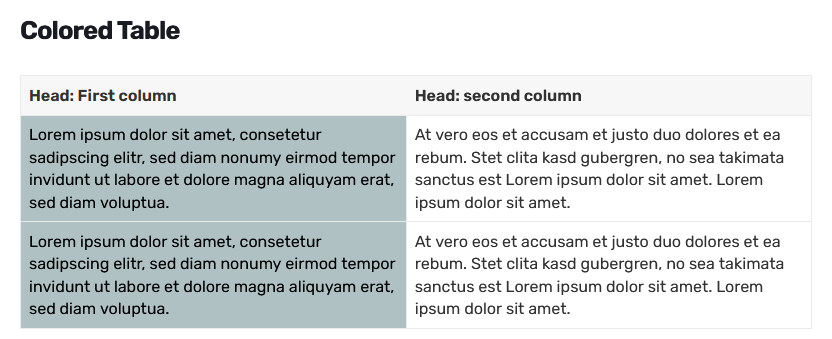 Colored Table
Head: First column
Head: second column
Lorem ipsum dolor sit amet, consetetur
sadipscing elitr, sed diam nonumy eirmod tempor
invidunt ut labore et dolore magna aliquyam erat,
sed diam voluptua.
At vero eos et accusam et justo duo dolores et ea
rebum. Stet clita kasd gubergren, no sea takimata
sanctus est Lorem ipsum dolor sit amet. Lorem
ipsum dolor sit amet.
Lorem ipsum dolor sit amet, consetetur
sadipscing elitr, sed diam nonumy eirmod tempor
invidunt ut labore et dolore magna aliquyam erat,
sed diam voluptua.
At vero eos et accusam et justo duo dolores et ea
rebum. Stet clita kasd gubergren, no sea takimata
sanctus est Lorem ipsum dolor sit amet. Lorem
ipsum dolor sit amet.